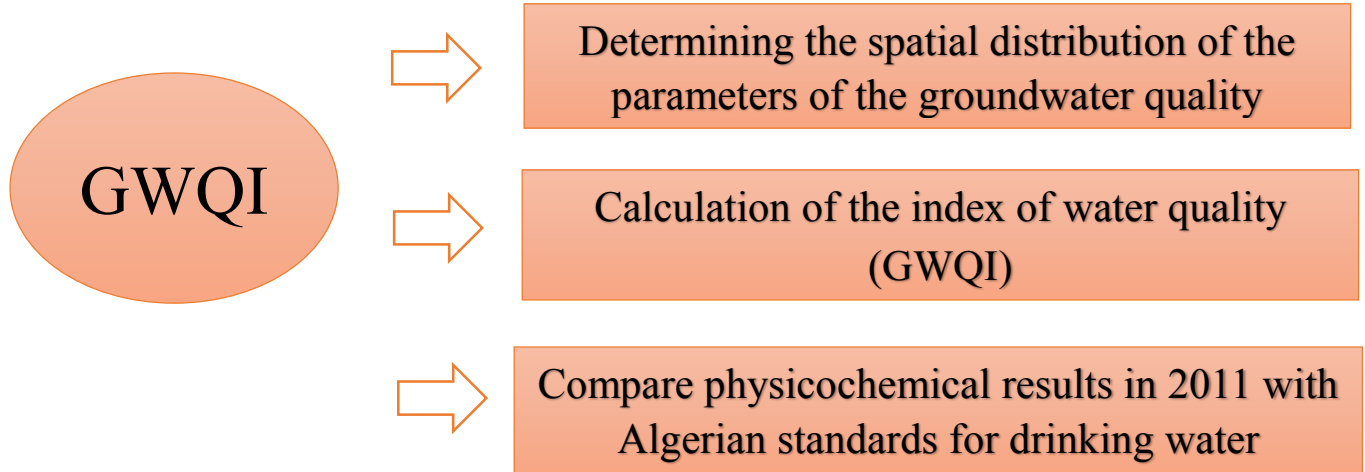 GWQI
Determining the spatial distribution of the
parameters of the groundwater quality
Calculation of the index of water quality
(GWQI)
Compare physicochemical results in 2011 with
Algerian standards for drinking water